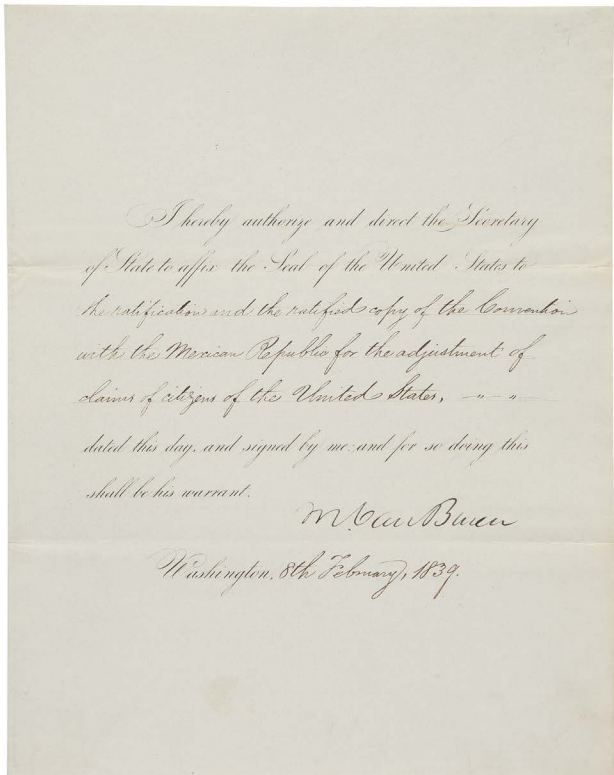 I hereby authorize and direct the Secretary
of State to affix the Seal of the United States to
the ratification and the ratified copy of the Convention
with the Mexican Republic for the adjustment of
claims of citizens of the United States, — " — "
dated this day, and signed by me: and for so doing this
shall be his warrant.
M Van Buren
Washington, 8th February, 1839.